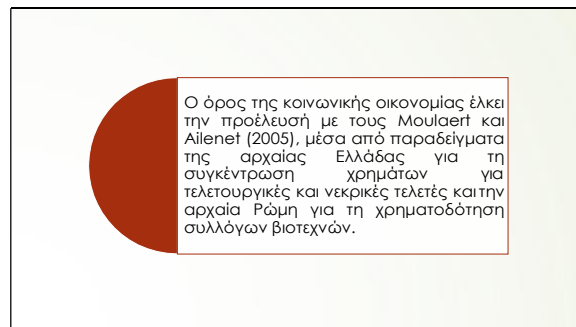 Ο όρος της κοινωνικής οικονομίας έλκει
την προέλευσή με τους Moulaert και
Ailenet (2005), μέσα από παραδείγματα
της αρχαίας Ελλάδας για τη
συγκέντρωση χρημάτων για
τελετουργικές και νεκρικές τελετές και την
αρχαία Ρώμη για τη χρηματοδότηση
συλλόγων βιοτεχνών.